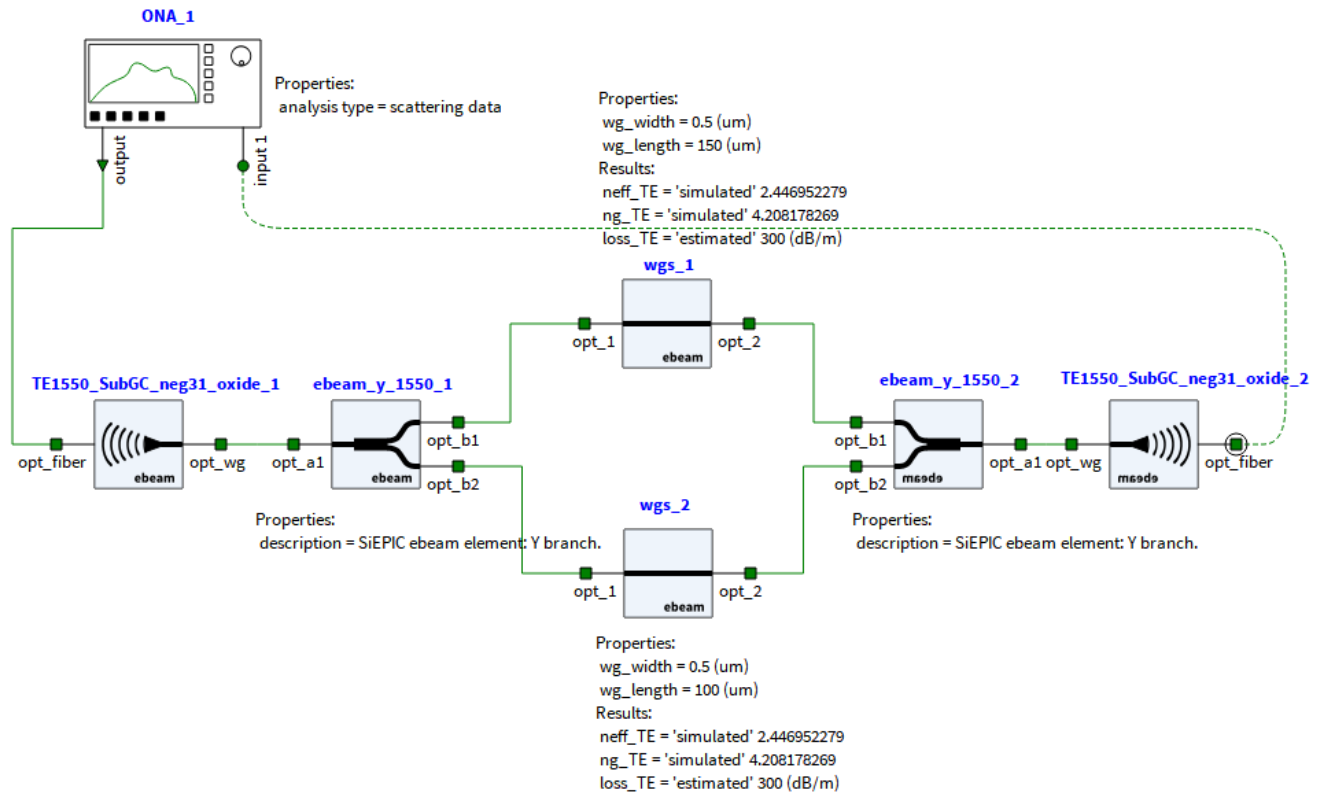 ONA_1
Properties:
analysis type = scattering data
output
input 1
Properties:
wg_width = 0.5 (um)
wg_length = 150 (um)
Results:
neff_TE = 'simulated' 2.446952279
ng_TE = 'simulated' 4.208178269
loss_TE = 'estimated' 300 (dB/m)
wgs_1
opt_1
opt_2
ebeam
TE1550_SubGC_neg31_oxide_1
ebeam_y_1550_1
ebeam_y_1550_2
TE1550_SubGC_neg31_oxide_2
opt_fiber
opt_wg
ebeam
opt_a1
opt_b1
opt_b2
ebeam
opt_b1
opt_b2
ebeam
opt_a1
opt_wg
ebeam
opt_fiber
Properties:
description = SiEPIC ebeam element: Y branch.
wgs_2
opt_1
opt_2
ebeam
Properties:
description = SiEPIC ebeam element: Y branch.
Properties:
wg_width = 0.5 (um)
wg_length = 100 (um)
Results:
neff_TE = 'simulated' 2.446952279
ng_TE = 'simulated' 4.208178269
loss_TE = 'estimated' 300 (dB/m)